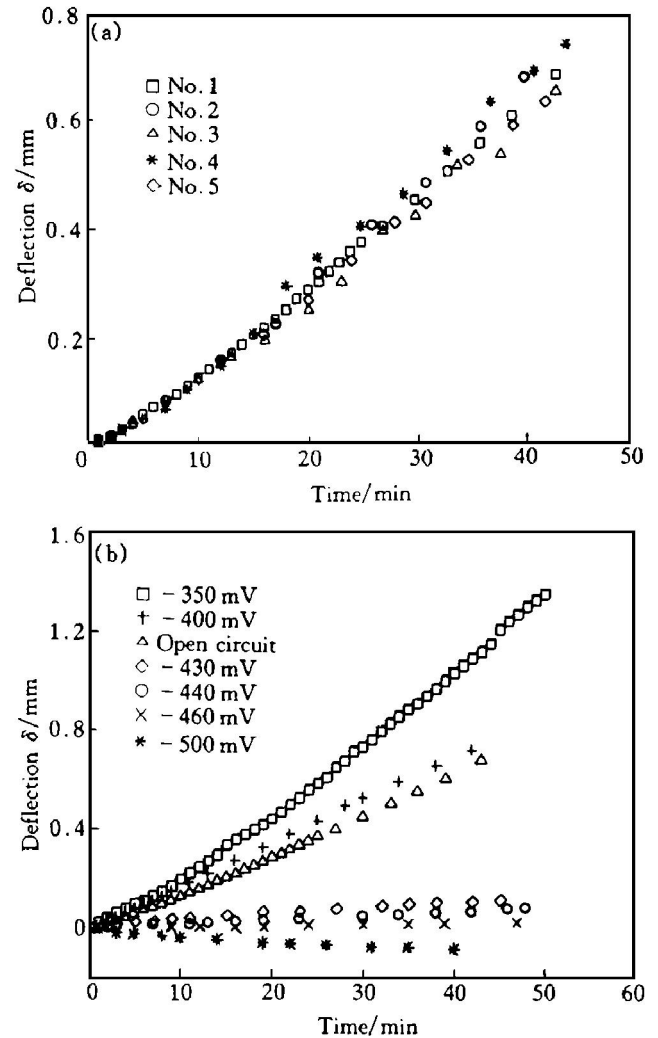 0.8
(a)
No. 1
No. 2
No. 3
No. 4
No. 5
0.6
0.4
0.2
Deflection δ/mm
0 10 20 30 40 50
Time/min
1.6
(b)
− 350 mV
− 400 mV
Open circuit
− 430 mV
− 440 mV
− 460 mV
− 500 mV
1.2
0.8
0.4
0
Deflection δ/mm
0 10 20 30 40 50 60
Time/min